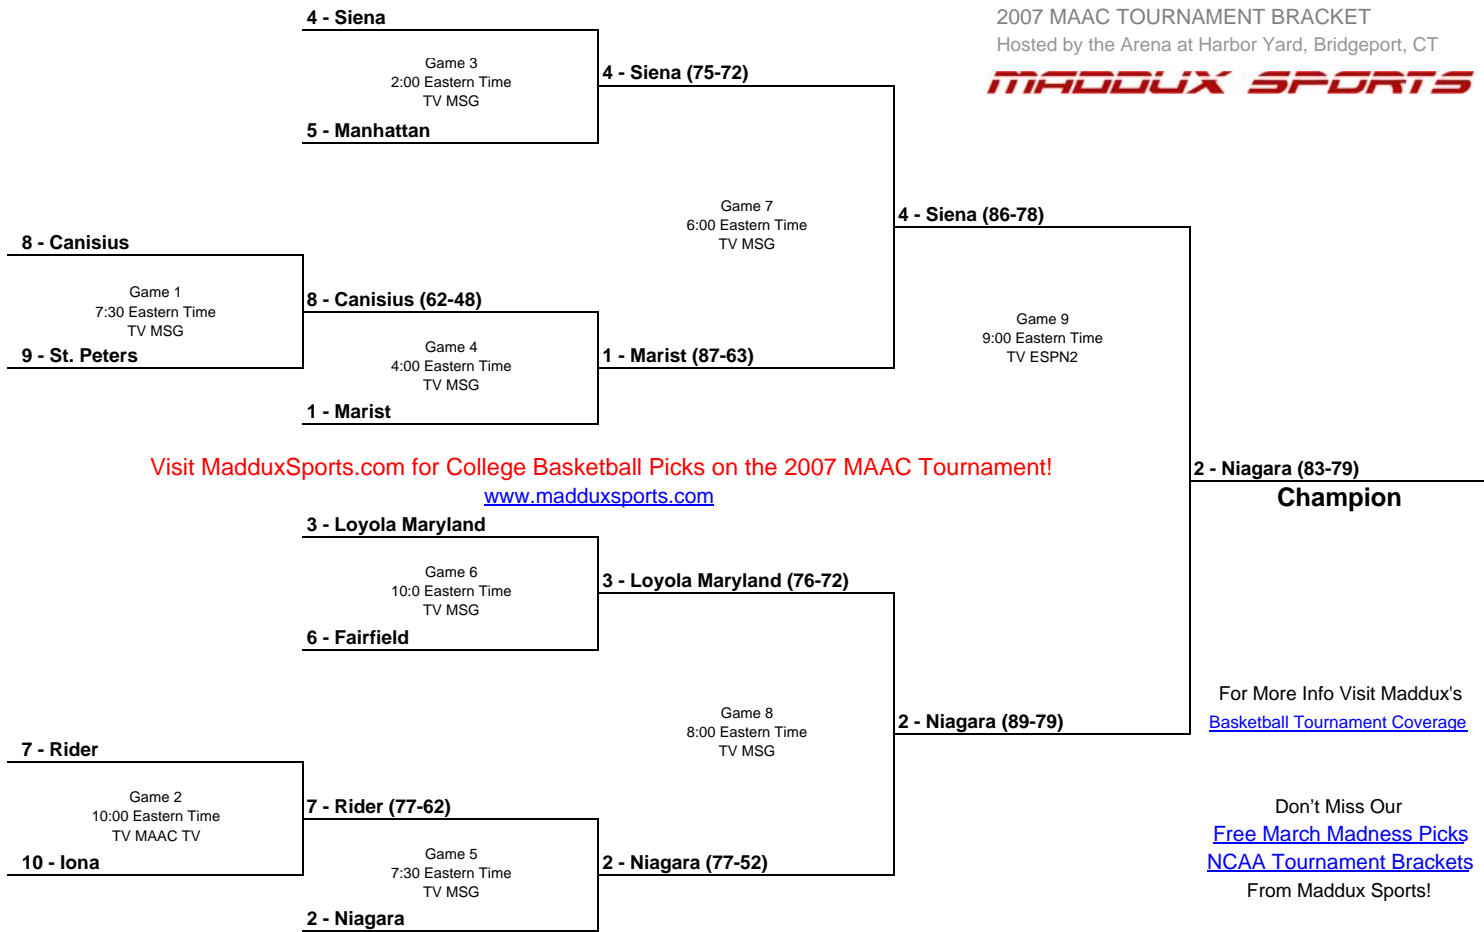 4 - Siena
2007 MAAC TOURNAMENT BRACKET
Hosted by the Arena at Harbor Yard, Bridgeport, CT
MADDUX SPORTS
Game 3
2:00 Eastern Time
TV MSG
4 - Siena (75-72)
5 - Manhattan
Game 7
6:00 Eastern Time
TV MSG
4 - Siena (86-78)
8 - Canisius
Game 1
7:30 Eastern Time
TV MSG
8 - Canisius (62-48)
Game 9
9:00 Eastern Time
TV ESPN2
9 - St. Peters
Game 4
4:00 Eastern Time
TV MSG
1 - Marist (87-63)
1 - Marist
Visit MadduxSports.com for College Basketball Picks on the 2007 MAAC Tournament!
www.madduxsports.com
2 - Niagara (83-79)
Champion
3 - Loyola Maryland
Game 6
10:0 Eastern Time
TV MSG
3 - Loyola Maryland (76-72)
6 - Fairfield
Game 8
8:00 Eastern Time
TV MSG
2 - Niagara (89-79)
For More Info Visit Maddux's
Basketball Tournament Coverage
7 - Rider
Game 2
10:00 Eastern Time
TV MAAC TV
7 - Rider (77-62)
10 - Iona
Game 5
7:30 Eastern Time
TV MSG
2 - Niagara (77-52)
2 - Niagara
Don't Miss Our
Free March Madness Picks
NCAA Tournament Brackets
From Maddux Sports!